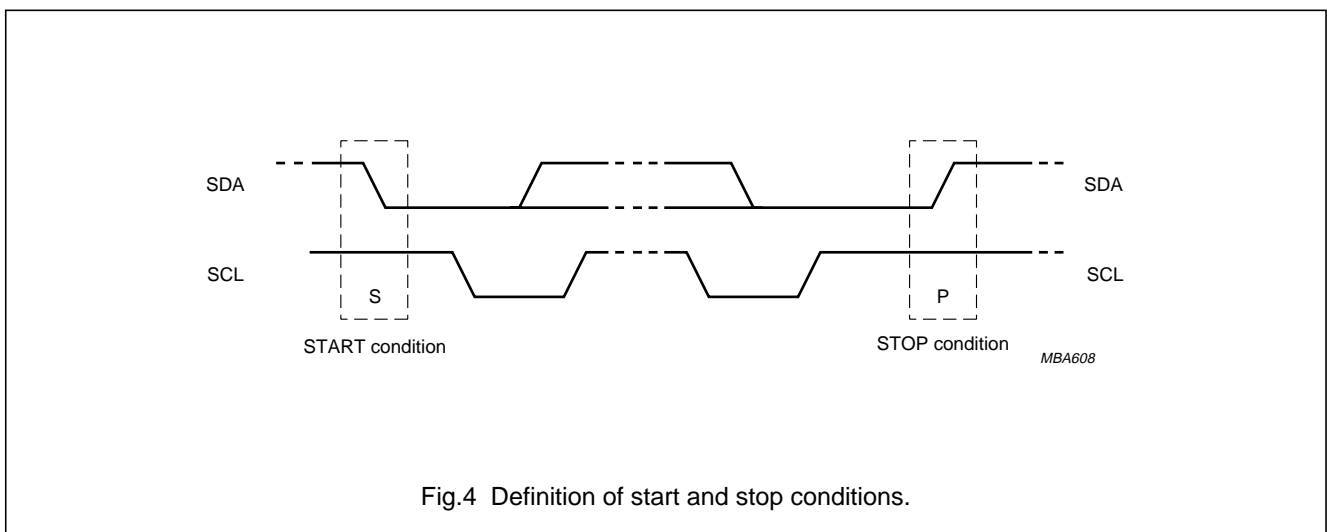 SDA
SDA
SCL
SCL
S
P
START condition
STOP condition
MBA608
Fig.4 Definition of start and stop conditions.